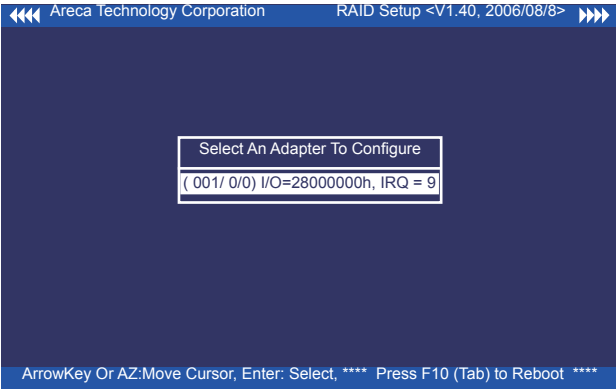 Areca Technology Corporation RAID Setup <V1.40, 2006/08/8>
Select An Adapter To Configure
( 001/ 0/0) I/O=28000000h, IRQ = 9
ArrowKey Or AZ:Move Cursor, Enter: Select, **** Press F10 (Tab) to Reboot ****